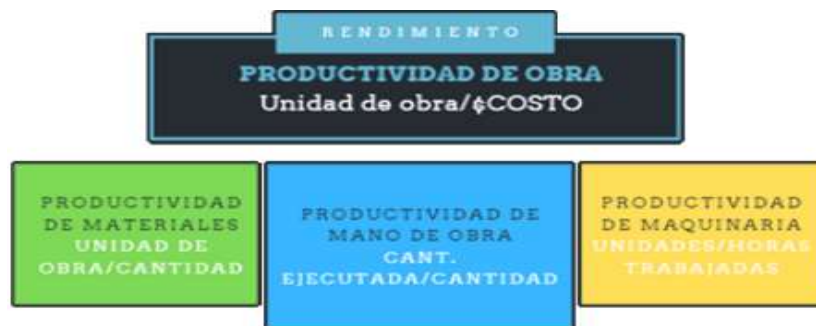 RENDIMIENTO
PRODUCTIVIDAD DE OBRA
Unidad de obra/$COSTO
PRODUCTIVIDAD
DE MATERIALES
UNIDAD DE
OBRA/CANTIDAD
PRODUCTIVIDAD DE
MANO DE OBRA
CANT.
EJECUTADA/CANTIDAD
PRODUCTIVIDAD
DE MAQUINARIA
UNIDADES/HORAS
TRABAJADAS